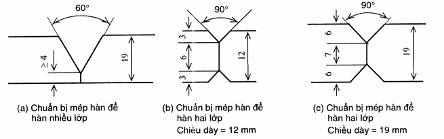 60°
90°
90°
≥4
19
3
6
3
12
6
7
6
19
(a) Chuẩn bị mép hàn để
hàn nhiều lớp
(b) Chuẩn bị mép hàn để
hàn hai lớp
Chiều dày = 12 mm
(c) Chuẩn bị mép hàn để
hàn hai lớp
Chiều dày = 19 mm